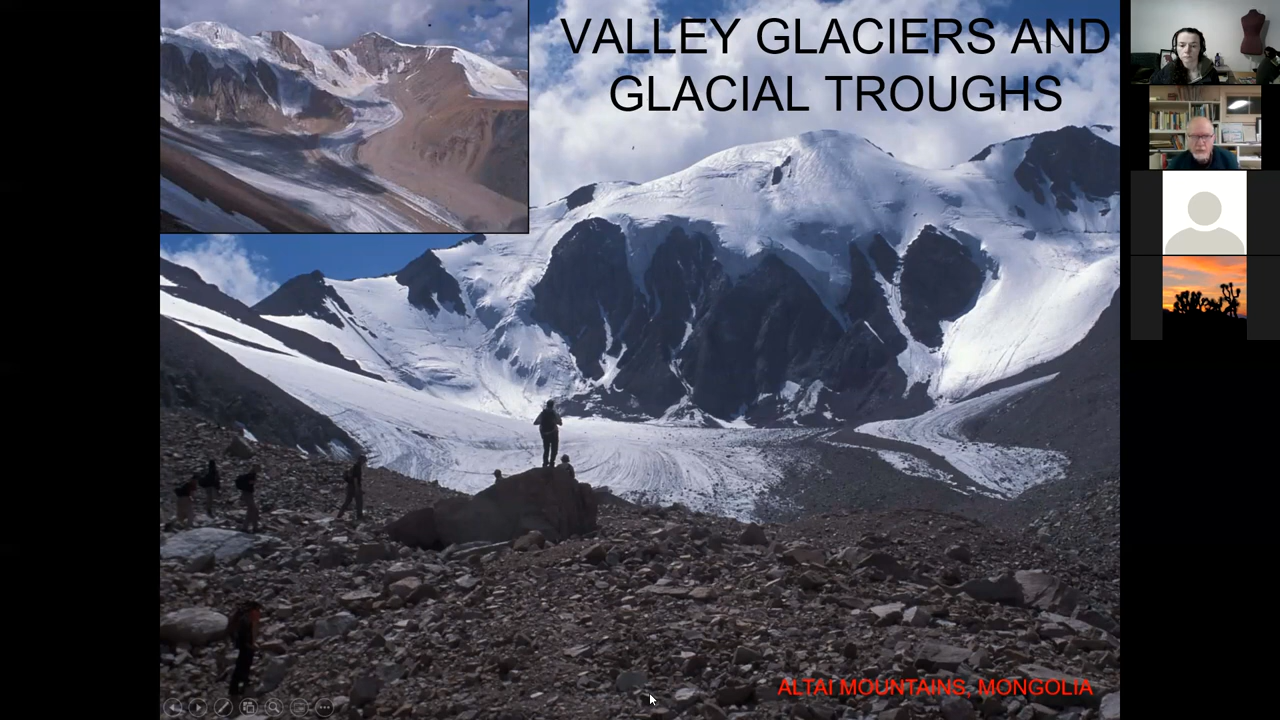 VALLEY GLACIERS AND
GLACIAL TROUGHS
ALTAI MOUNTAINS, MONGOLIA